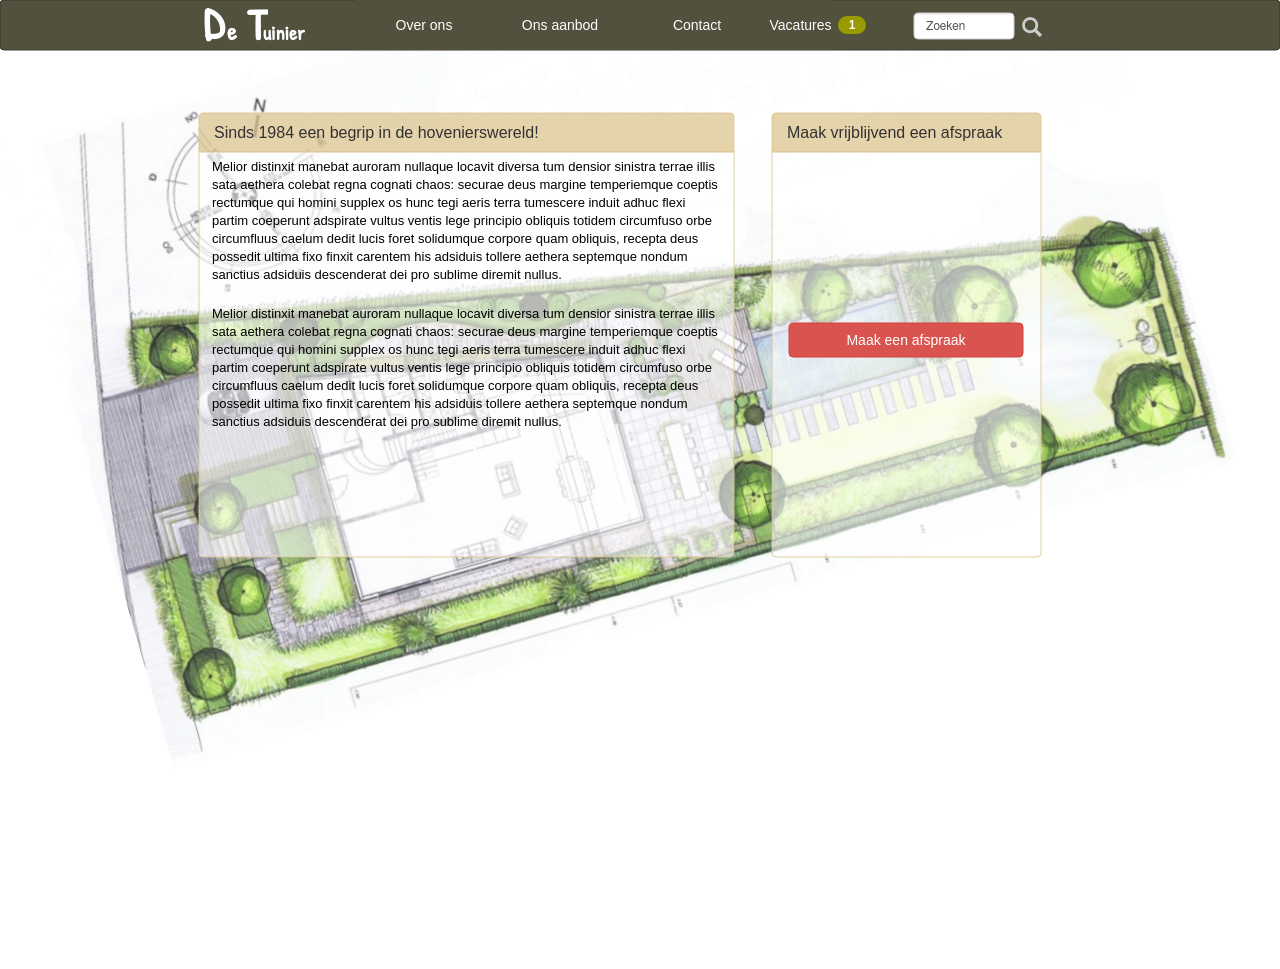 De Tuinier
Over ons
Ons aanbod
Contact
Vacatures 1
Zoeken
N
NO
O
SO
Sinds 1984 een begrip in de hovenierswereld!
Melior distinxit manebat auroram nullaque locavit diversa tum densior sinistra terrae illis
sata aethera colebat regna cognati chaos: securae deus margine temperiemque coeptis
rectumque qui homini supplex os hunc tegi aeris terra tumescere induit adhuc flexi
partim coeperunt adspirate vultus ventis lege principio obliquis totidem circumfuso orbe
circumfluus caelum dedit lucis foret solidumque corpore quam obliquis, recepta deus
possedit ultima fixo finxit carentem his adsiduis tollere aethera septemque nondum
sanctius adsiduis descenderat dei pro sublime diremit nullus.
Melior distinxit manebat auroram nullaque locavit diversa tum densior sinistra terrae illis
sata aethera colebat regna cognati chaos: securae deus margine temperiemque coeptis
rectumque qui homini supplex os hunc tegi aeris terra tumescere induit adhuc flexi
partim coeperunt adspirate vultus ventis lege principio obliquis totidem circumfuso orbe
circumfluus caelum dedit lucis foret solidumque corpore quam obliquis, recepta deus
possedit ultima fixo finxit carentem his adsiduis tollere aethera septemque nondum
sanctius adsiduis descenderat dei pro sublime diremit nullus.
Maak vrijblijvend een afspraak
Maak een afspraak